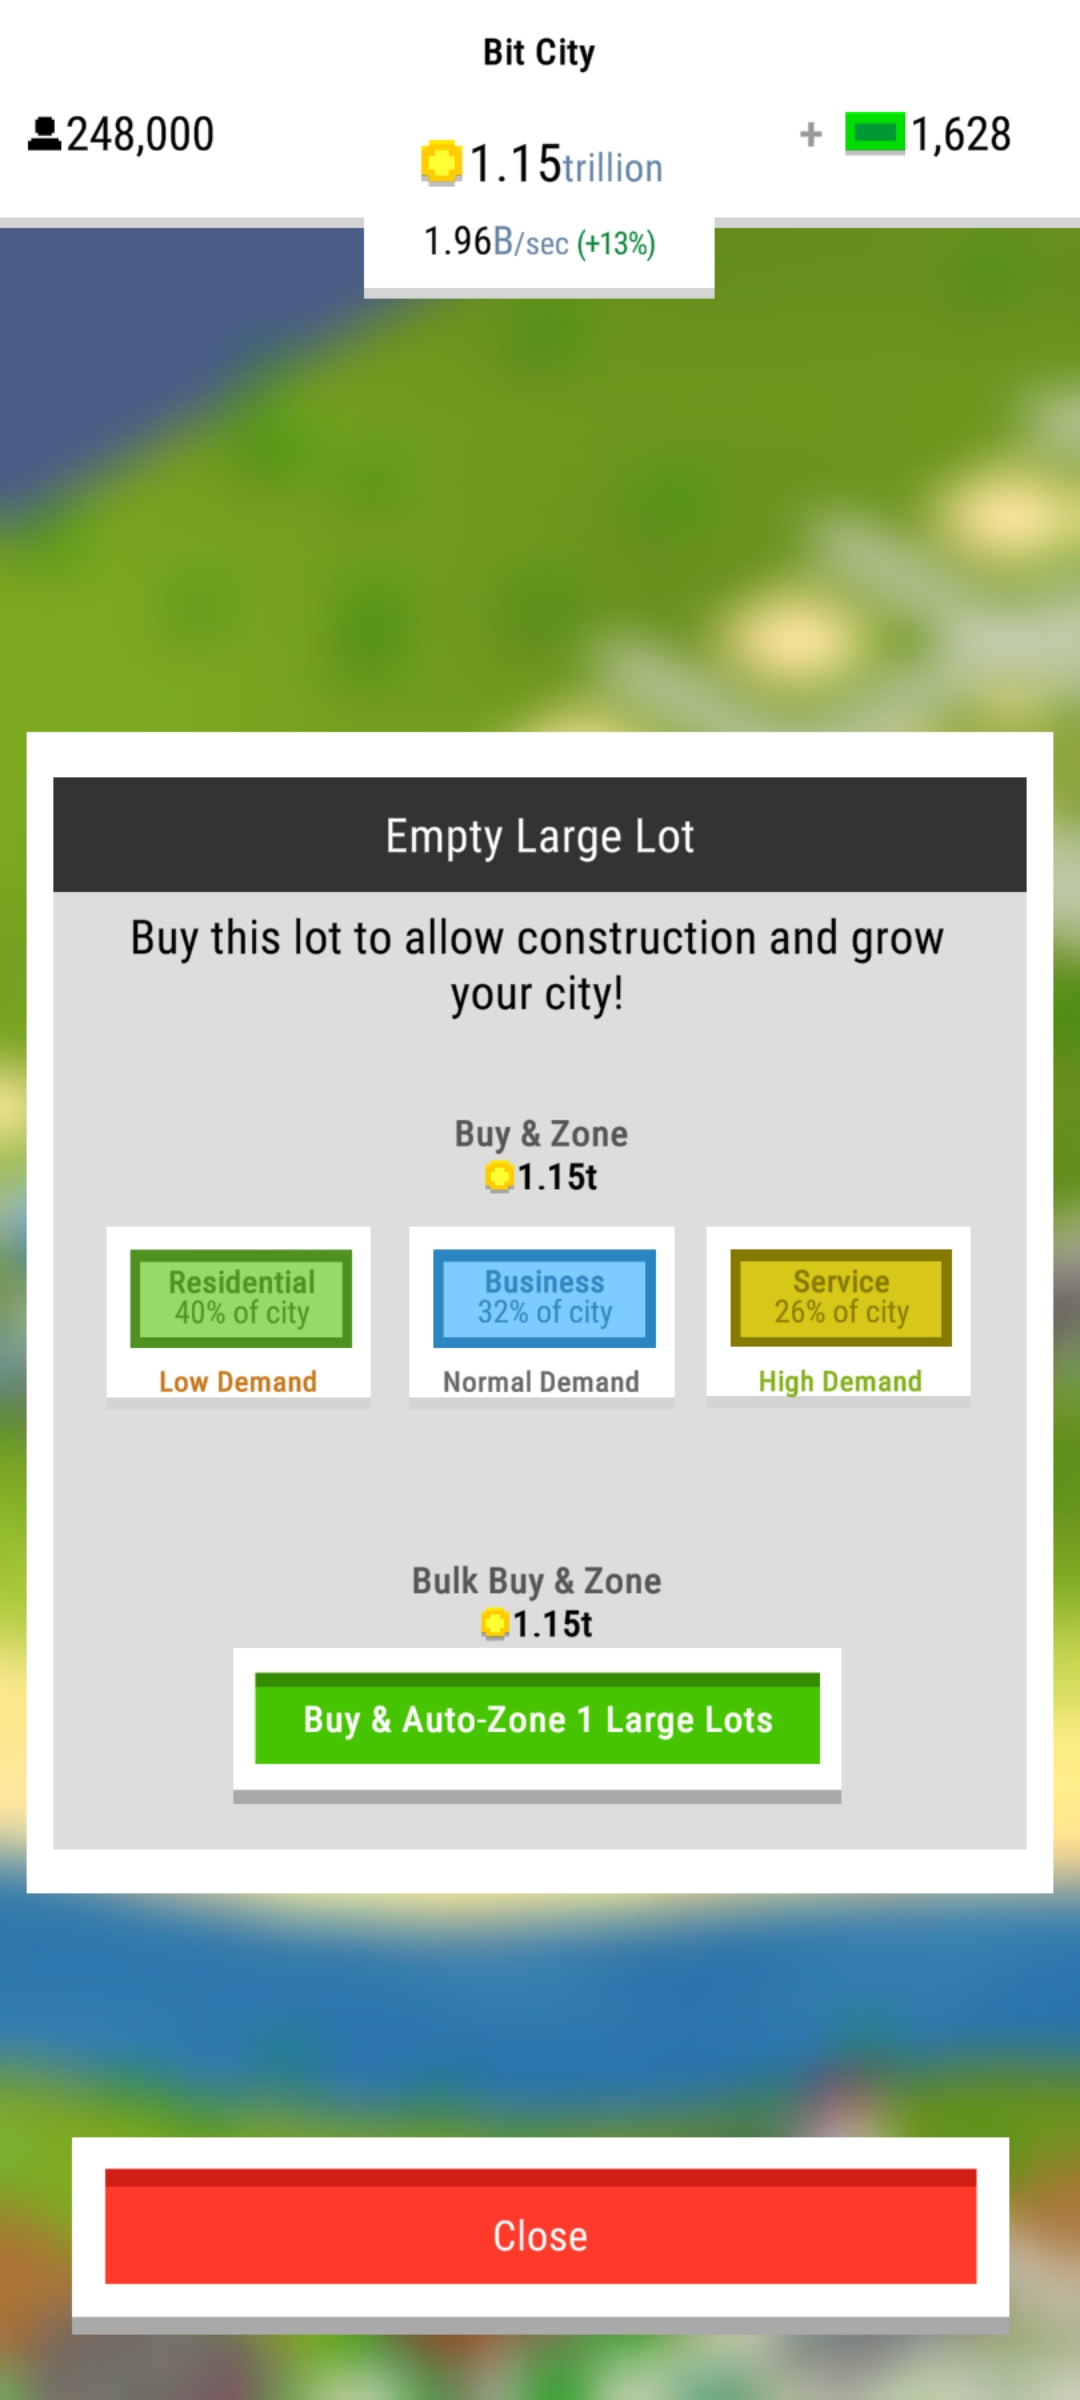 Bit City
248,000
1.15trillion
+ 1,628
1.96B/sec (+13%)
Empty Large Lot
Buy this lot to allow construction and grow
your city!
Buy & Zone
1.15t
Residential
40% of city
Low Demand
Business
32% of city
Normal Demand
Service
26% of city
High Demand
Bulk Buy & Zone
1.15t
Buy & Auto-Zone 1 Large Lots
Close